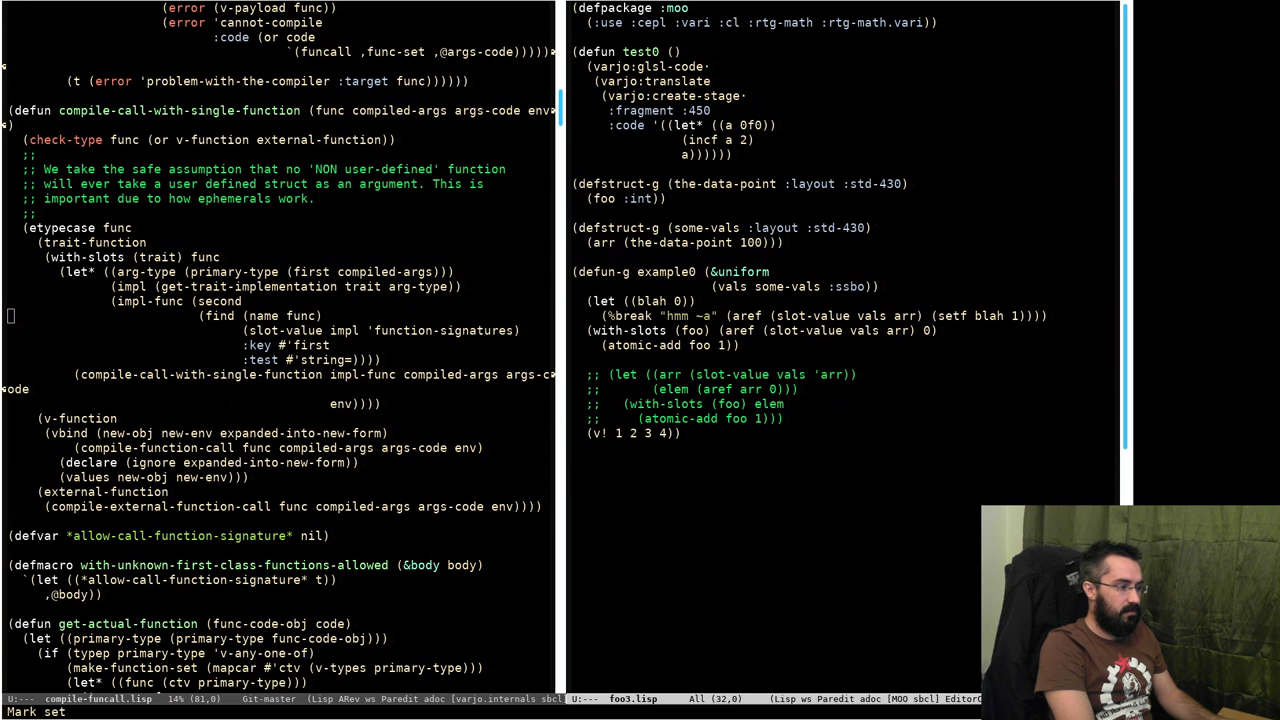 (error (v-payload func))
(error 'cannot-compile
:code (or code
`(funcall ,func-set ,@args-code)))))
(t (error 'problem-with-the-compiler :target func))))))
(defun compile-call-with-single-function (func compiled-args args-code env
)
(check-type func (or v-function external-function))
;;
;; We take the safe assumption that no 'NON user-defined' function
;; will ever take a user defined struct as an argument. This is
;; important due to how ephemerals work.
;;
(etypecase func
(trait-function
(with-slots (trait) func
(let* ((arg-type (primary-type (first compiled-args)))
(impl (get-trait-implementation trait arg-type))
(impl-func (second
(find (name func)
(slot-value impl 'function-signatures)
:key #'first
:test #'string=))))
(compile-call-with-single-function impl-func compiled-args args-c
ode
env))))
(v-function
(vbind (new-obj new-env expanded-into-new-form)
(compile-function-call func compiled-args args-code env)
(declare (ignore expanded-into-new-form))
(values new-obj new-env)))
(external-function
(compile-external-function-call func compiled-args args-code env))))
(defvar *allow-call-function-signature* nil)
(defmacro with-unknown-first-class-functions-allowed (&body body)
`(let ((*allow-call-function-signature* t))
,@body))
(defun get-actual-function (func-code-obj code)
(let ((primary-type (primary-type func-code-obj)))
(if (typep primary-type 'v-any-one-of)
(make-function-set (mapcar #'ctv (v-types primary-type)))
(let* ((func (ctv primary-type)))
U:--- compile-funcall.lisp 14% (81,0) Git-master (Lisp ARev ws Paredit adoc [varjo.internals sbcl]
Mark set
(defpackage :moo
(:use :cepl :vari :cl :rtg-math :rtg-math.vari))
(defun test0 ()
(varjo:glsl-code·
(varjo:translate
(varjo:create-stage·
:fragment :450
:code '((let* ((a 0f0))
(incf a 2)
a))))))
(defstruct-g (the-data-point :layout :std-430)
(foo :int))
(defstruct-g (some-vals :layout :std-430)
(arr (the-data-point 100)))
(defun-g example0 (&uniform
(vals some-vals :ssbo))
(let ((blah 0))
(%break "hmm ~a" (aref (slot-value vals arr) (setf blah 1))))
(with-slots (foo) (aref (slot-value vals arr) 0)
(atomic-add foo 1))
;; (let ((arr (slot-value vals 'arr))
;; (elem (aref arr 0)))
;; (with-slots (foo) elem
;; (atomic-add foo 1)))
(v! 1 2 3 4))
U:--- foo3.lisp All (32,0) (Lisp ws Paredit adoc [MOO sbcl] EditorC